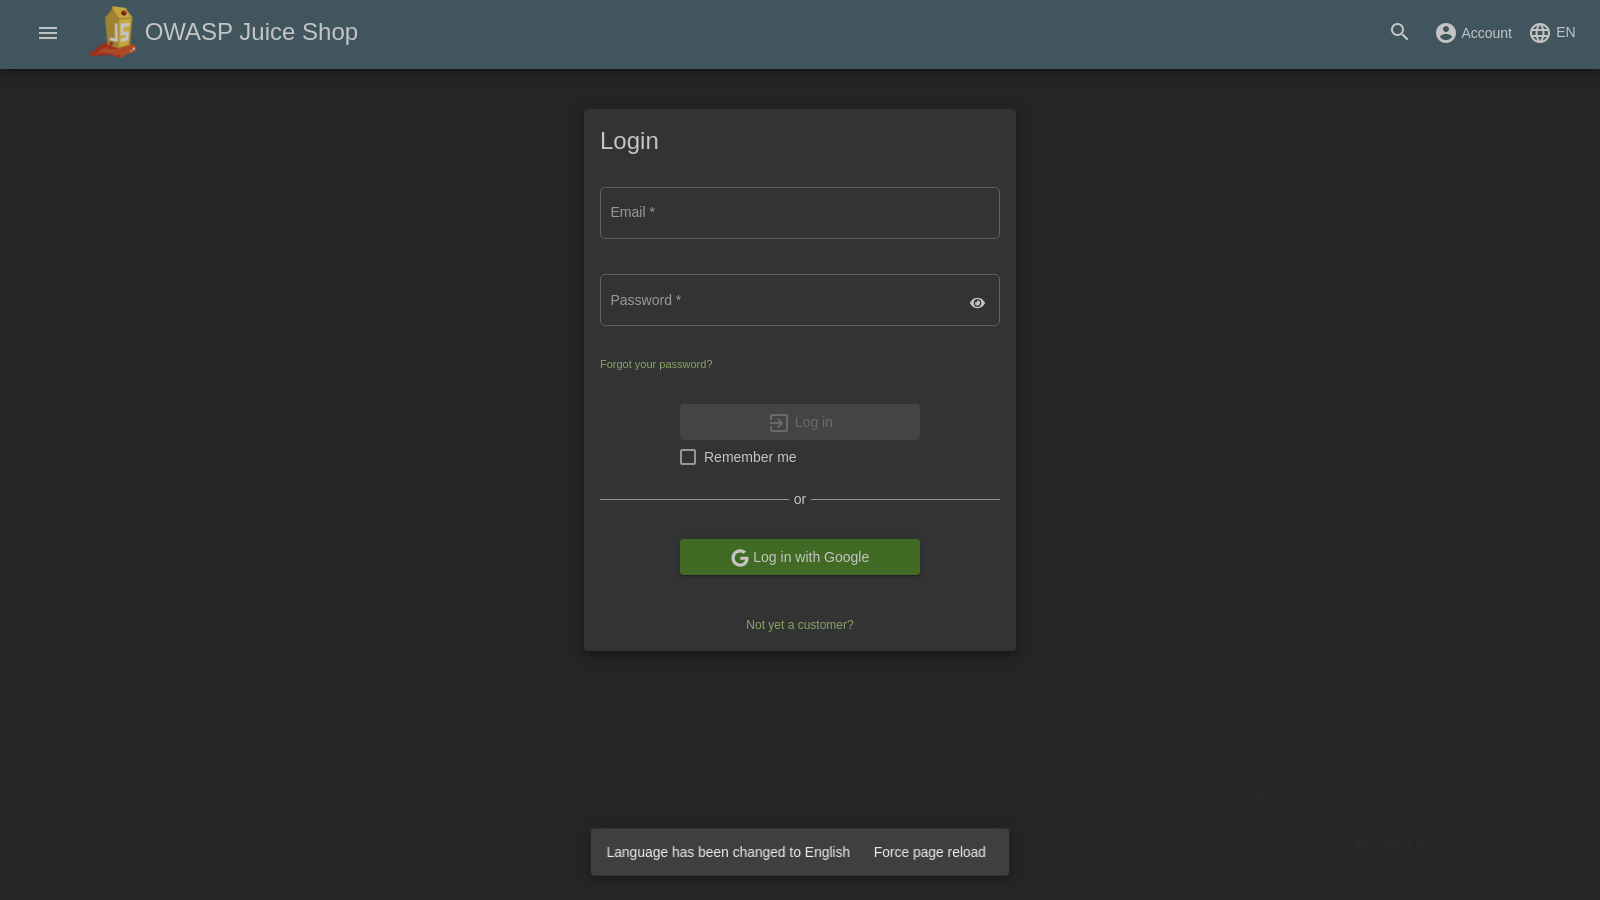 OWASP Juice Shop
Account
EN
Login
Email *
Password *
Forgot your password?
Log in
Remember me
or
Log in with Google
Not yet a customer?
Language has been changed to English Force page reload